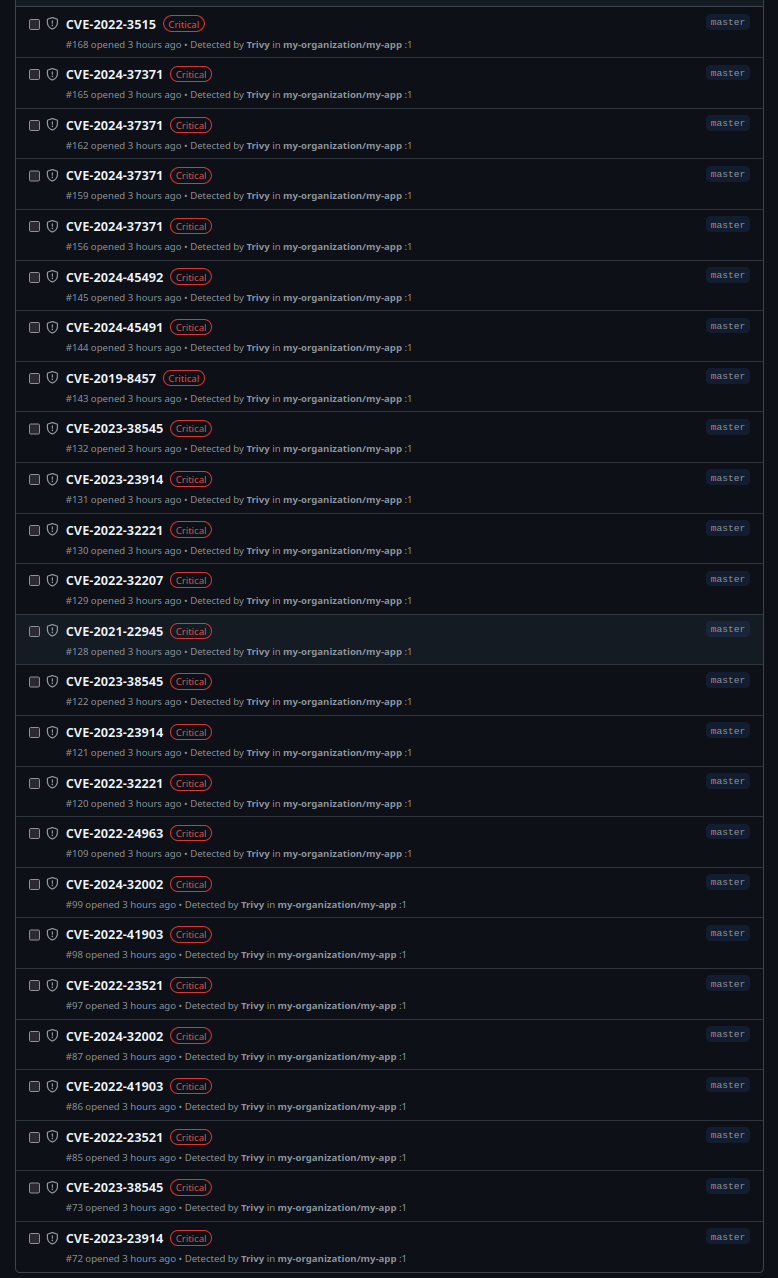 CVE-2022-3515 Critical master
#168 opened 3 hours ago • Detected by Trivy in my-organization/my-app :1
CVE-2024-37371 Critical master
#165 opened 3 hours ago • Detected by Trivy in my-organization/my-app :1
CVE-2024-37371 Critical master
#162 opened 3 hours ago • Detected by Trivy in my-organization/my-app :1
CVE-2024-37371 Critical master
#159 opened 3 hours ago • Detected by Trivy in my-organization/my-app :1
CVE-2024-37371 Critical master
#156 opened 3 hours ago • Detected by Trivy in my-organization/my-app :1
CVE-2024-45492 Critical master
#145 opened 3 hours ago • Detected by Trivy in my-organization/my-app :1
CVE-2024-45491 Critical master
#144 opened 3 hours ago • Detected by Trivy in my-organization/my-app :1
CVE-2019-8457 Critical master
#143 opened 3 hours ago • Detected by Trivy in my-organization/my-app :1
CVE-2023-38545 Critical master
#132 opened 3 hours ago • Detected by Trivy in my-organization/my-app :1
CVE-2023-23914 Critical master
#131 opened 3 hours ago • Detected by Trivy in my-organization/my-app :1
CVE-2022-32221 Critical master
#130 opened 3 hours ago • Detected by Trivy in my-organization/my-app :1
CVE-2022-32207 Critical master
#129 opened 3 hours ago • Detected by Trivy in my-organization/my-app :1
CVE-2021-22945 Critical master
#128 opened 3 hours ago • Detected by Trivy in my-organization/my-app :1
CVE-2023-38545 Critical master
#122 opened 3 hours ago • Detected by Trivy in my-organization/my-app :1
CVE-2023-23914 Critical master
#121 opened 3 hours ago • Detected by Trivy in my-organization/my-app :1
CVE-2022-32221 Critical master
#120 opened 3 hours ago • Detected by Trivy in my-organization/my-app :1
CVE-2022-24963 Critical master
#109 opened 3 hours ago • Detected by Trivy in my-organization/my-app :1
CVE-2024-32002 Critical master
#99 opened 3 hours ago • Detected by Trivy in my-organization/my-app :1
CVE-2022-41903 Critical master
#98 opened 3 hours ago • Detected by Trivy in my-organization/my-app :1
CVE-2022-23521 Critical master
#97 opened 3 hours ago • Detected by Trivy in my-organization/my-app :1
CVE-2024-32002 Critical master
#87 opened 3 hours ago • Detected by Trivy in my-organization/my-app :1
CVE-2022-41903 Critical master
#86 opened 3 hours ago • Detected by Trivy in my-organization/my-app :1
CVE-2022-23521 Critical master
#85 opened 3 hours ago • Detected by Trivy in my-organization/my-app :1
CVE-2023-38545 Critical master
#73 opened 3 hours ago • Detected by Trivy in my-organization/my-app :1
CVE-2023-23914 Critical master
#72 opened 3 hours ago • Detected by Trivy in my-organization/my-app :1